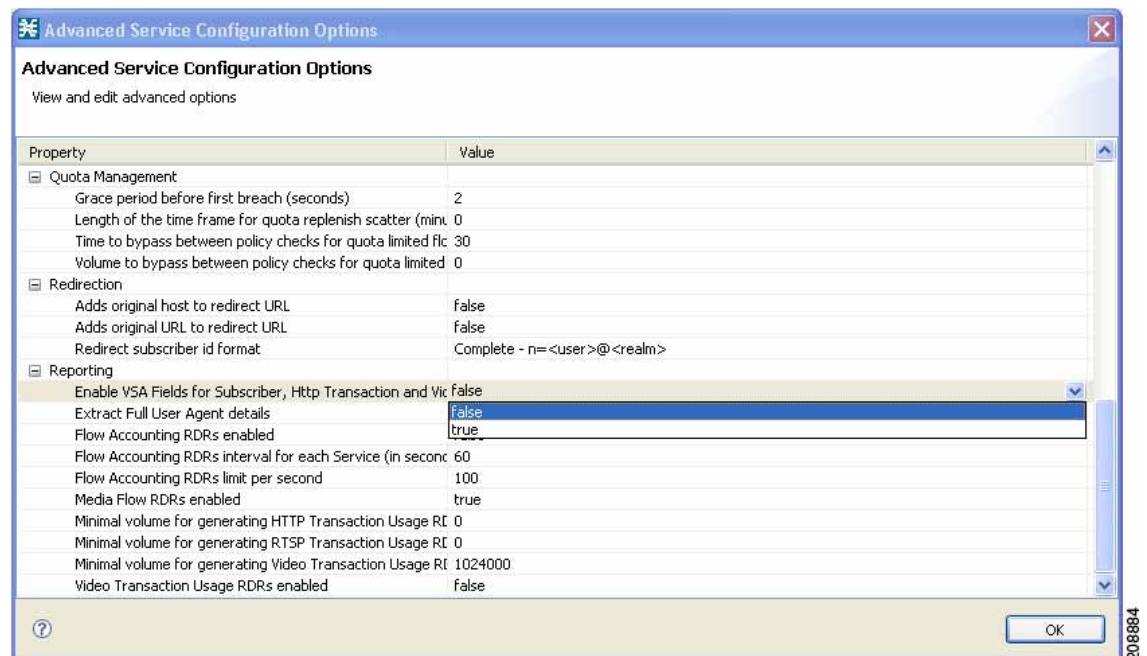 Advanced Service Configuration Options
Advanced Service Configuration Options
View and edit advanced options
Property Value
Quota Management
Grace period before first breach (seconds) 2
Length of the time frame for quota replenish scatter (minu 0
Time to bypass between policy checks for quota limited flo 30
Volume to bypass between policy checks for quota limited 0
Redirection
Adds original host to redirect URL false
Adds original URL to redirect URL false
Redirect subscriber id format Complete - n=<user>@<realm>
Reporting
Enable VSA Fields for Subscriber, Http Transaction and Vid false
Extract Full User Agent details false
true
Flow Accounting RDRs enabled
Flow Accounting RDRs interval for each Service (in second 60
Flow Accounting RDRs limit per second 100
Media Flow RDRs enabled true
Minimal volume for generating HTTP Transaction Usage RD 0
Minimal volume for generating RTSP Transaction Usage RD 0
Minimal volume for generating Video Transaction Usage RD 1024000
Video Transaction Usage RDRs enabled false
OK
208884